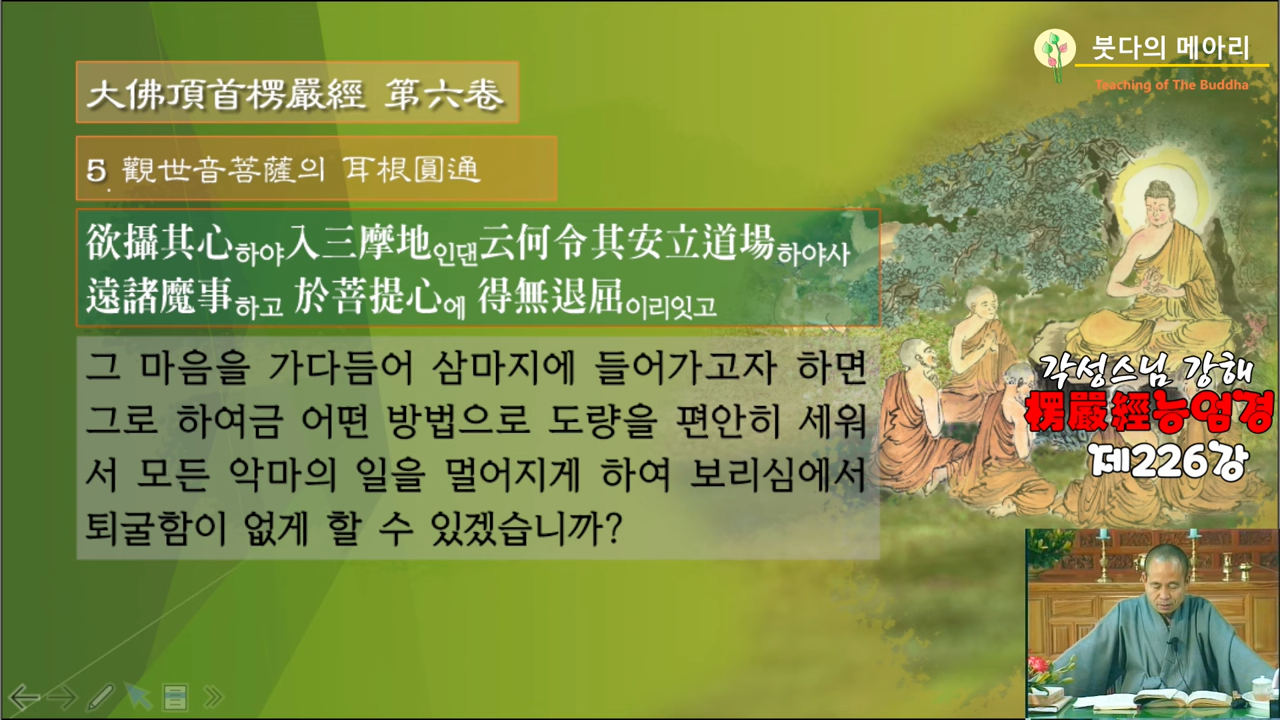 붓다의 메아리
Teaching of The Buddha
大佛頂首楞嚴經 第六卷
5. 觀世音菩薩의 耳根圓通
欲攝其心하야入三摩地인댄云何令其安立道場하야사
遠諸魔事하고 於菩提心에 得無退屈이리잇고
그 마음을 가다듬어 삼마지에 들어가고자 하면
그로 하여금 어떤 방법으로 도량을 편안히 세워
서 모든 악마의 일을 멀어지게 하여 보리심에서
퇴굴함이 없게 할 수 있겠습니까?
각성스님 강해
楞嚴經능엄경
제226강